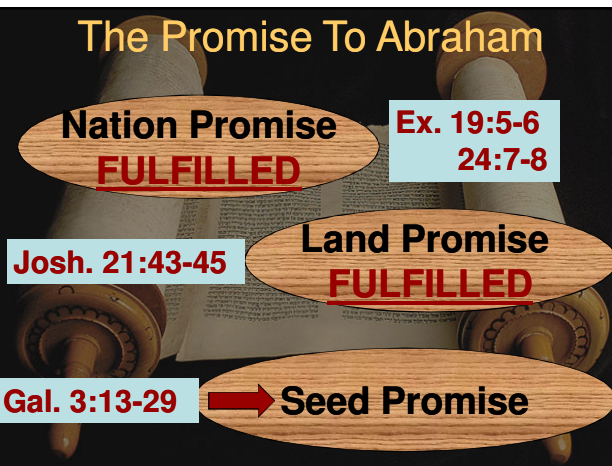 The Promise To Abraham
Nation Promise
FULFILLED
Ex. 19:5-6
24:7-8
Land Promise
FULFILLED
Josh. 21:43-45
Gal. 3:13-29
Seed Promise